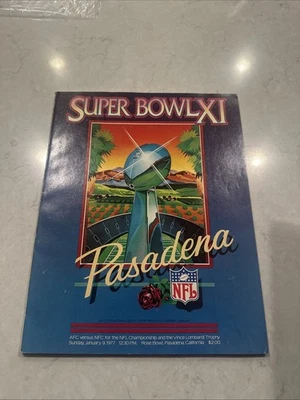 SUPER BOWL XI
Pasadena
NFL
AFC versus NFC for the NFL Championship and the Vince Lombardi Trophy
Sunday, January 9, 1977 12:30 P.M. Rose Bowl, Pasadena, California $2.00